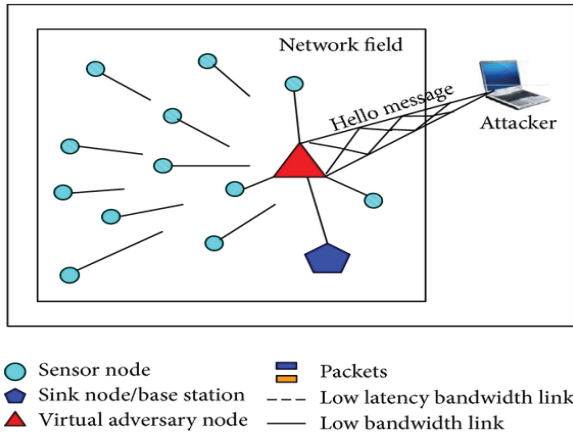 Network field
Hello message
Attacker
Sensor node
Sink node/base station
Virtual adversary node
Packets
Low latency bandwidth link
Low bandwidth link